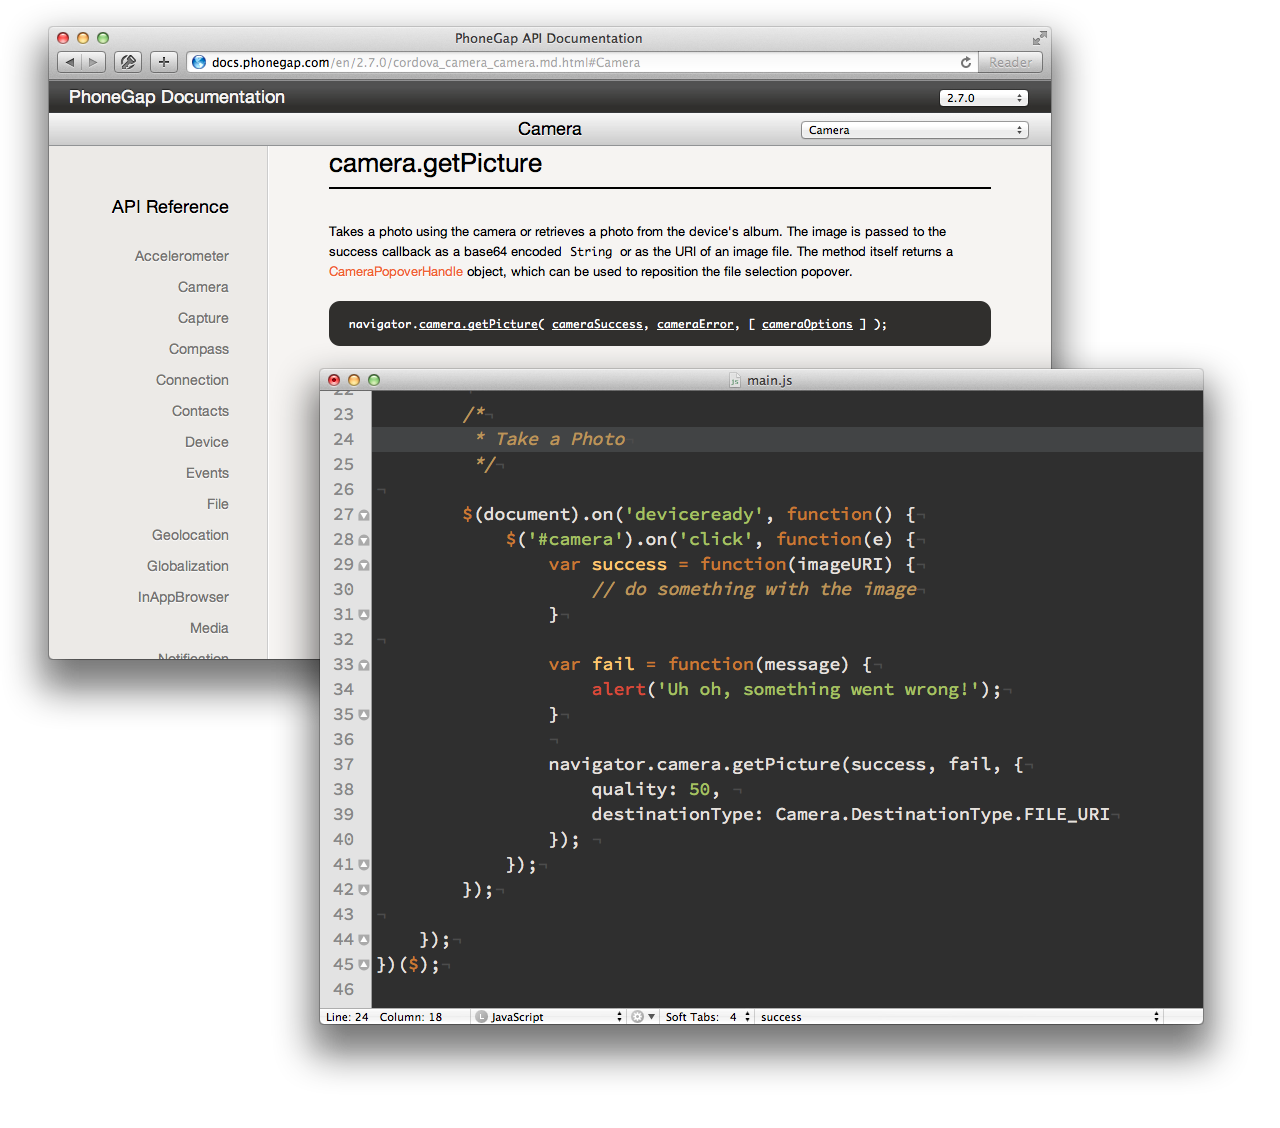 PhoneGap API Documentation
docs.phonegap.com/en/2.7.0/cordova_camera_camera.md.html#Camera
Reader
PhoneGap Documentation
2.7.0
Camera
Camera
camera.getPicture
API Reference
Accelerometer
Camera
Capture
Compass
Connection
Contacts
Device
Events
File
Geolocation
Globalization
InAppBrowser
Media
Notification
Takes a photo using the camera or retrieves a photo from the device's album. The image is passed to the
success callback as a base64 encoded String or as the URI of an image file. The method itself returns a
CameraPopoverHandle object, which can be used to reposition the file selection popover.
navigator.camera.getPicture( cameraSuccess, cameraError, [ cameraOptions ] );
main.js
22
23 /*¬
24 * Take a Photo¬
25 */¬
26 ¬
27 $(document).on('deviceready', function() {¬
28 $('#camera').on('click', function(e) {¬
29 var success = function(imageURI) {¬
30 // do something with the image¬
31 }¬
32 ¬
33 var fail = function(message) {¬
34 alert('Uh oh, something went wrong!');¬
35 }¬
36 ¬
37 navigator.camera.getPicture(success, fail, {¬
38 quality: 50, ¬
39 destinationType: Camera.DestinationType.FILE_URI¬
40 }); ¬
41 });¬
42 });¬
43 ¬
44 });¬
45 })($);¬
46
Line: 24 Column: 18 L JavaScript Soft Tabs: 4 success